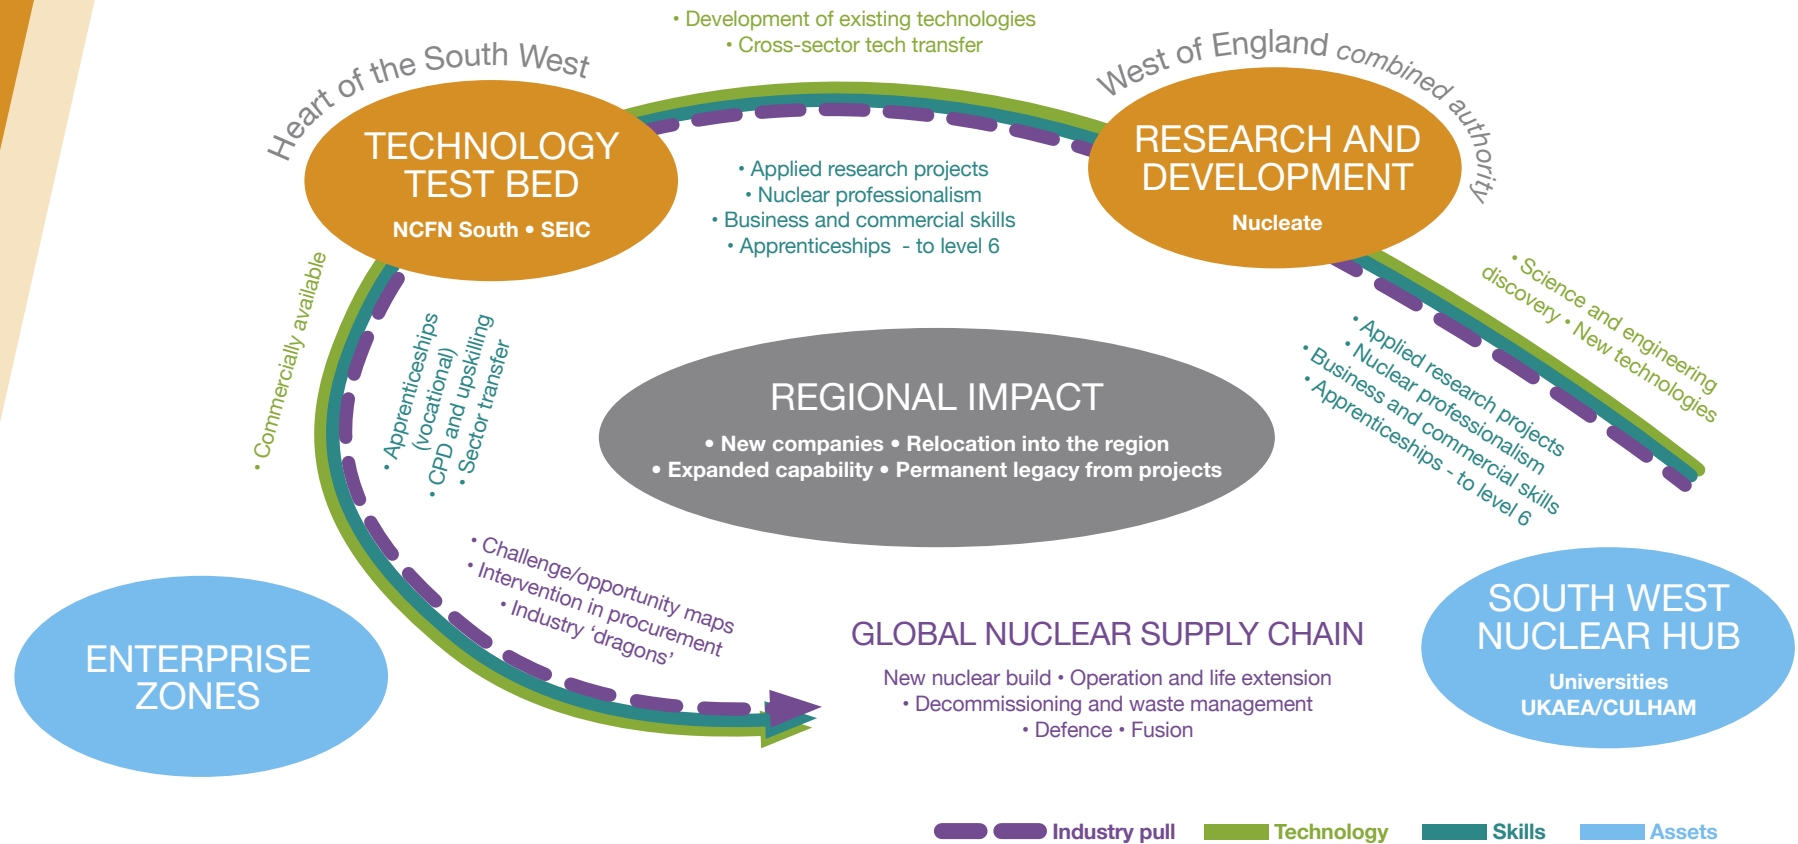 • Development of existing technologies
• Cross-sector tech transfer
Heart of the South West
West of England combined authority
TECHNOLOGY
TEST BED
NCFN South • SEIC
RESEARCH AND
DEVELOPMENT
Nucleate
• Applied research projects
• Nuclear professionalism
• Business and commercial skills
• Apprenticeships - to level 6
• Commercially available
• Apprenticeships
(vocational)
• CPD and upskilling
• Sector transfer
• Science and engineering
discovery • New technologies
• Applied research projects
• Nuclear professionalism
• Business and commercial skills
• Apprenticeships - to level 6
REGIONAL IMPACT
• New companies • Relocation into the region
• Expanded capability • Permanent legacy from projects
• Challenge/opportunity maps
• Intervention in procurement
• Industry ‘dragons’
ENTERPRISE
ZONES
GLOBAL NUCLEAR SUPPLY CHAIN
New nuclear build • Operation and life extension
• Decommissioning and waste management
• Defence • Fusion
SOUTH WEST
NUCLEAR HUB
Universities
UKAEA/CULHAM
Industry pull
Technology
Skills
Assets